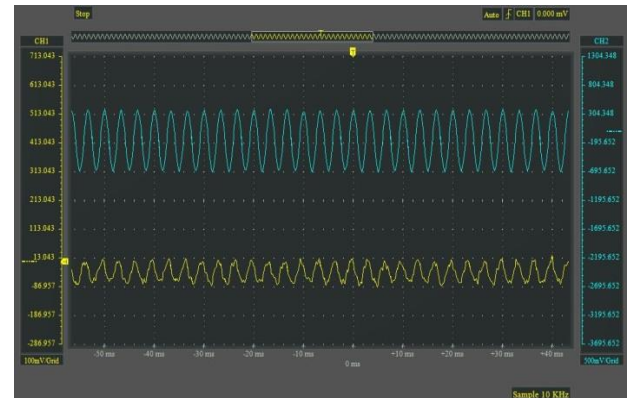 Stop
Auto CH1 0.000 mV
CH1
CH2
T
713.043
1304.348
613.043
804.348
513.043
304.348
413.043
-195.652
313.043
-695.652
213.043
-1195.652
113.043
-1695.652
13.043
-2195.652
-86.957
-2695.652
-186.957
-3195.652
-286.957
-3695.652
-50 ms -40 ms -30 ms -20 ms -10 ms +10 ms +20 ms +30 ms +40 ms
0 ms
100mV/Grid
500mV/Grid
Sample 10 KHz